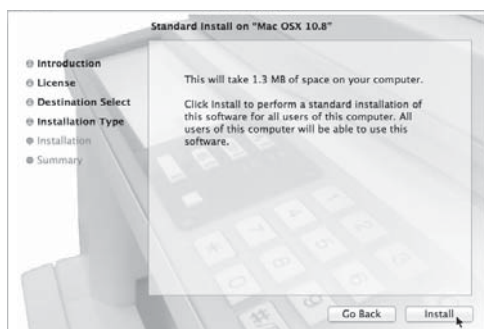 Standard Install on "Mac OSX 10.8"
Introduction
License
Destination Select
Installation Type
Installation
Summary
This will take 1.3 MB of space on your computer.
Click Install to perform a standard installation of
this software for all users of this computer. All
users of this computer will be able to use this
software.
Go Back
Install